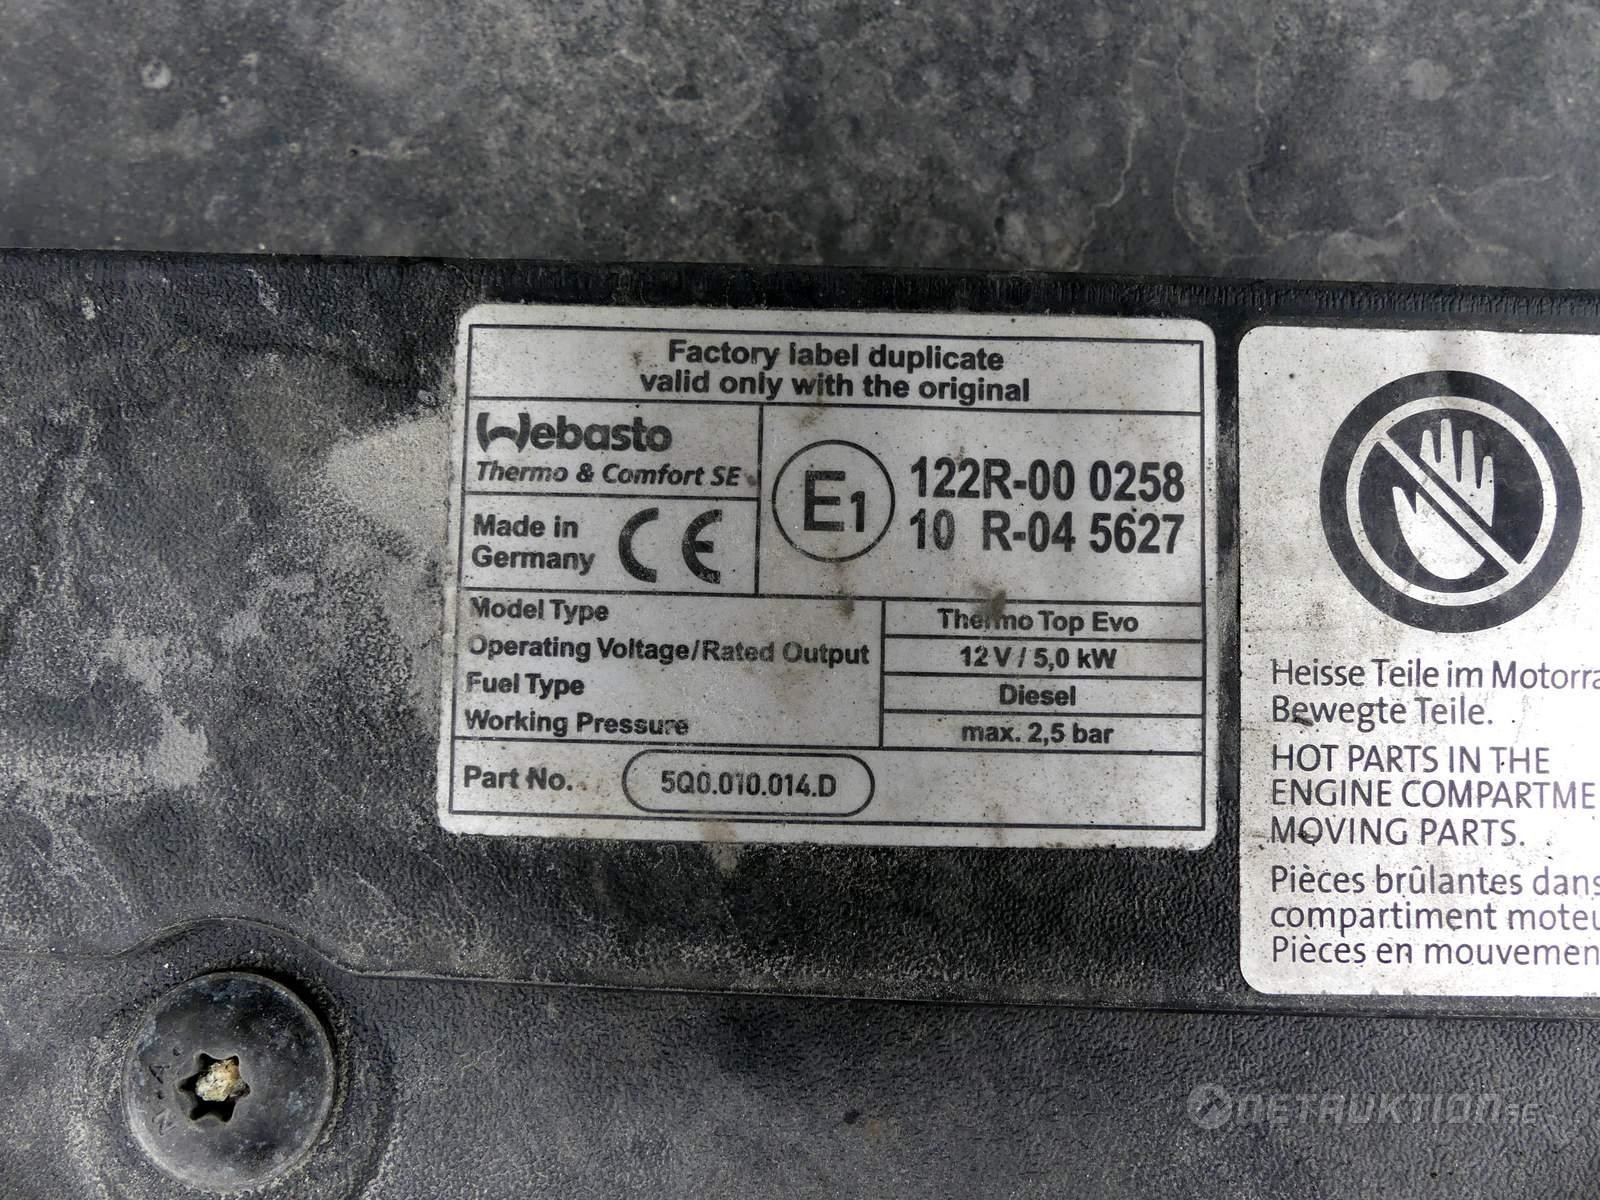 Factory label duplicate
valid only with the original
Webasto
Thermo & Comfort SE
Made in
Germany
CE
E1
122R-00 0258
10 R-04 5627
Model Type
Thermo Top Evo
Operating Voltage/Rated Output
12 V / 5,0 kW
Fuel Type
Diesel
Working Pressure
max. 2,5 bar
Part No.
5Q0.010.014.D
Heisse Teile im Motorra
Bewegte Teile.
HOT PARTS IN THE
ENGINE COMPARTME
MOVING PARTS.
Pièces brûlantes dans
compartiment moteu
Pièces en mouvemen
DETRUKTION.SE